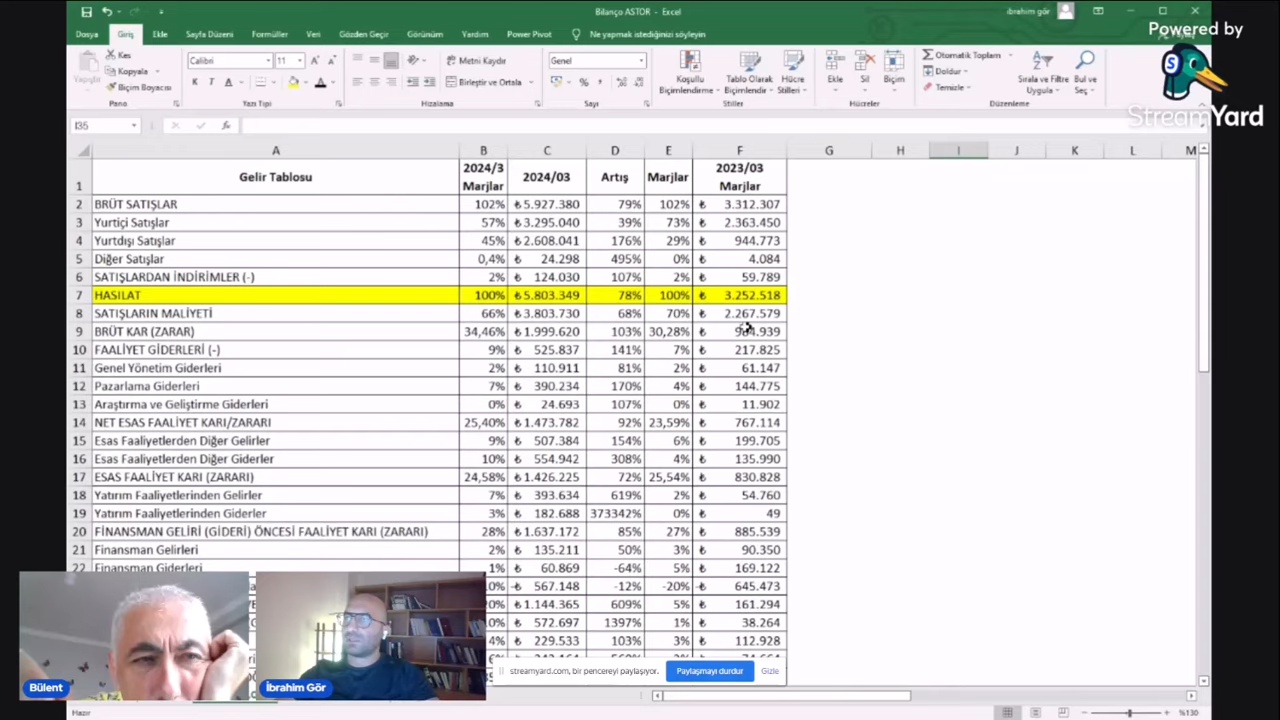 Bilanço ASTOR - Excel
ibrahim gör
Powered by
StreamYard
Dosya Giriş Ekle Sayfa Düzeni Formüller Veri Gözden Geçir Görünüm Yardım Power Pivot Ne yapmak istediğinizi söyleyin
Kes
Kopyala
Biçim Boyacısı
Yapıştır
Pano
Calibri 11
K T A
Yazı Tipi
Metni Kaydır
Birleştir ve Ortala
Hizalama
Genel
Sayı
Koşullu Biçimlendirme
Tablo Olarak Biçimlendir
Hücre Stilleri
Stiller
Ekle Sil Biçim
Hücreler
Otomatik Toplam
Doldur
Temizle
Sırala ve Filtre Uygula
Bul ve Seç
Düzenleme
I35
fx
A B C D E F G H I J K L M
1 Gelir Tablosu 2024/3 Marjlar 2024/03 Artış Marjlar 2023/03 Marjlar
2 BRÜT SATIŞLAR 102% ₺ 5.927.380 79% 102% ₺ 3.312.307
3 Yurtiçi Satışlar 57% ₺ 3.295.040 39% 73% ₺ 2.363.450
4 Yurtdışı Satışlar 45% ₺ 2.608.041 176% 29% ₺ 944.773
5 Diğer Satışlar 0,4% ₺ 24.298 495% 0% ₺ 4.084
6 SATIŞLARDAN İNDİRİMLER (-) 2% ₺ 124.030 107% 2% ₺ 59.789
7 HASILAT 100% ₺ 5.803.349 78% 100% ₺ 3.252.518
8 SATIŞLARIN MALİYETİ 66% ₺ 3.803.730 68% 70% ₺ 2.267.579
9 BRÜT KAR (ZARAR) 34,46% ₺ 1.999.620 103% 30,28% ₺ 984.939
10 FAALİYET GİDERLERİ (-) 9% ₺ 525.837 141% 7% ₺ 217.825
11 Genel Yönetim Giderleri 2% ₺ 110.911 81% 2% ₺ 61.147
12 Pazarlama Giderleri 7% ₺ 390.234 170% 4% ₺ 144.775
13 Araştırma ve Geliştirme Giderleri 0% ₺ 24.693 107% 0% ₺ 11.902
14 NET ESAS FAALİYET KARI/ZARARI 25,40% ₺ 1.473.782 92% 23,59% ₺ 767.114
15 Esas Faaliyetlerden Diğer Gelirler 9% ₺ 507.384 154% 6% ₺ 199.705
16 Esas Faaliyetlerden Diğer Giderler 10% ₺ 554.942 308% 4% ₺ 135.990
17 ESAS FAALİYET KARI (ZARARI) 24,58% ₺ 1.426.225 72% 25,54% ₺ 830.828
18 Yatırım Faaliyetlerinden Gelirler 7% ₺ 393.634 619% 2% ₺ 54.760
19 Yatırım Faaliyetlerinden Giderler 3% ₺ 182.688 373342% 0% ₺ 49
20 FİNANSMAN GELİRİ (GİDERİ) ÖNCESİ FAALİYET KARI (ZARARI) 28% ₺ 1.637.172 85% 27% ₺ 885.539
21 Finansman Gelirleri 2% ₺ 135.211 50% 3% ₺ 90.350
22 Finansman Giderleri 1% ₺ 60.869 -64% 5% ₺ 169.122
-₺ 567.148 -12% -20% -₺ 645.473
₺ 1.144.365 609% 5% ₺ 161.294
0% ₺ 572.697 1397% 1% ₺ 38.264
4% ₺ 229.533 103% 3% ₺ 112.928
streamyard.com, bir pencereyi paylaşıyor.
Paylaşmayı durdur
Gizle
Bülent
İbrahim Gör
Hazır
%130